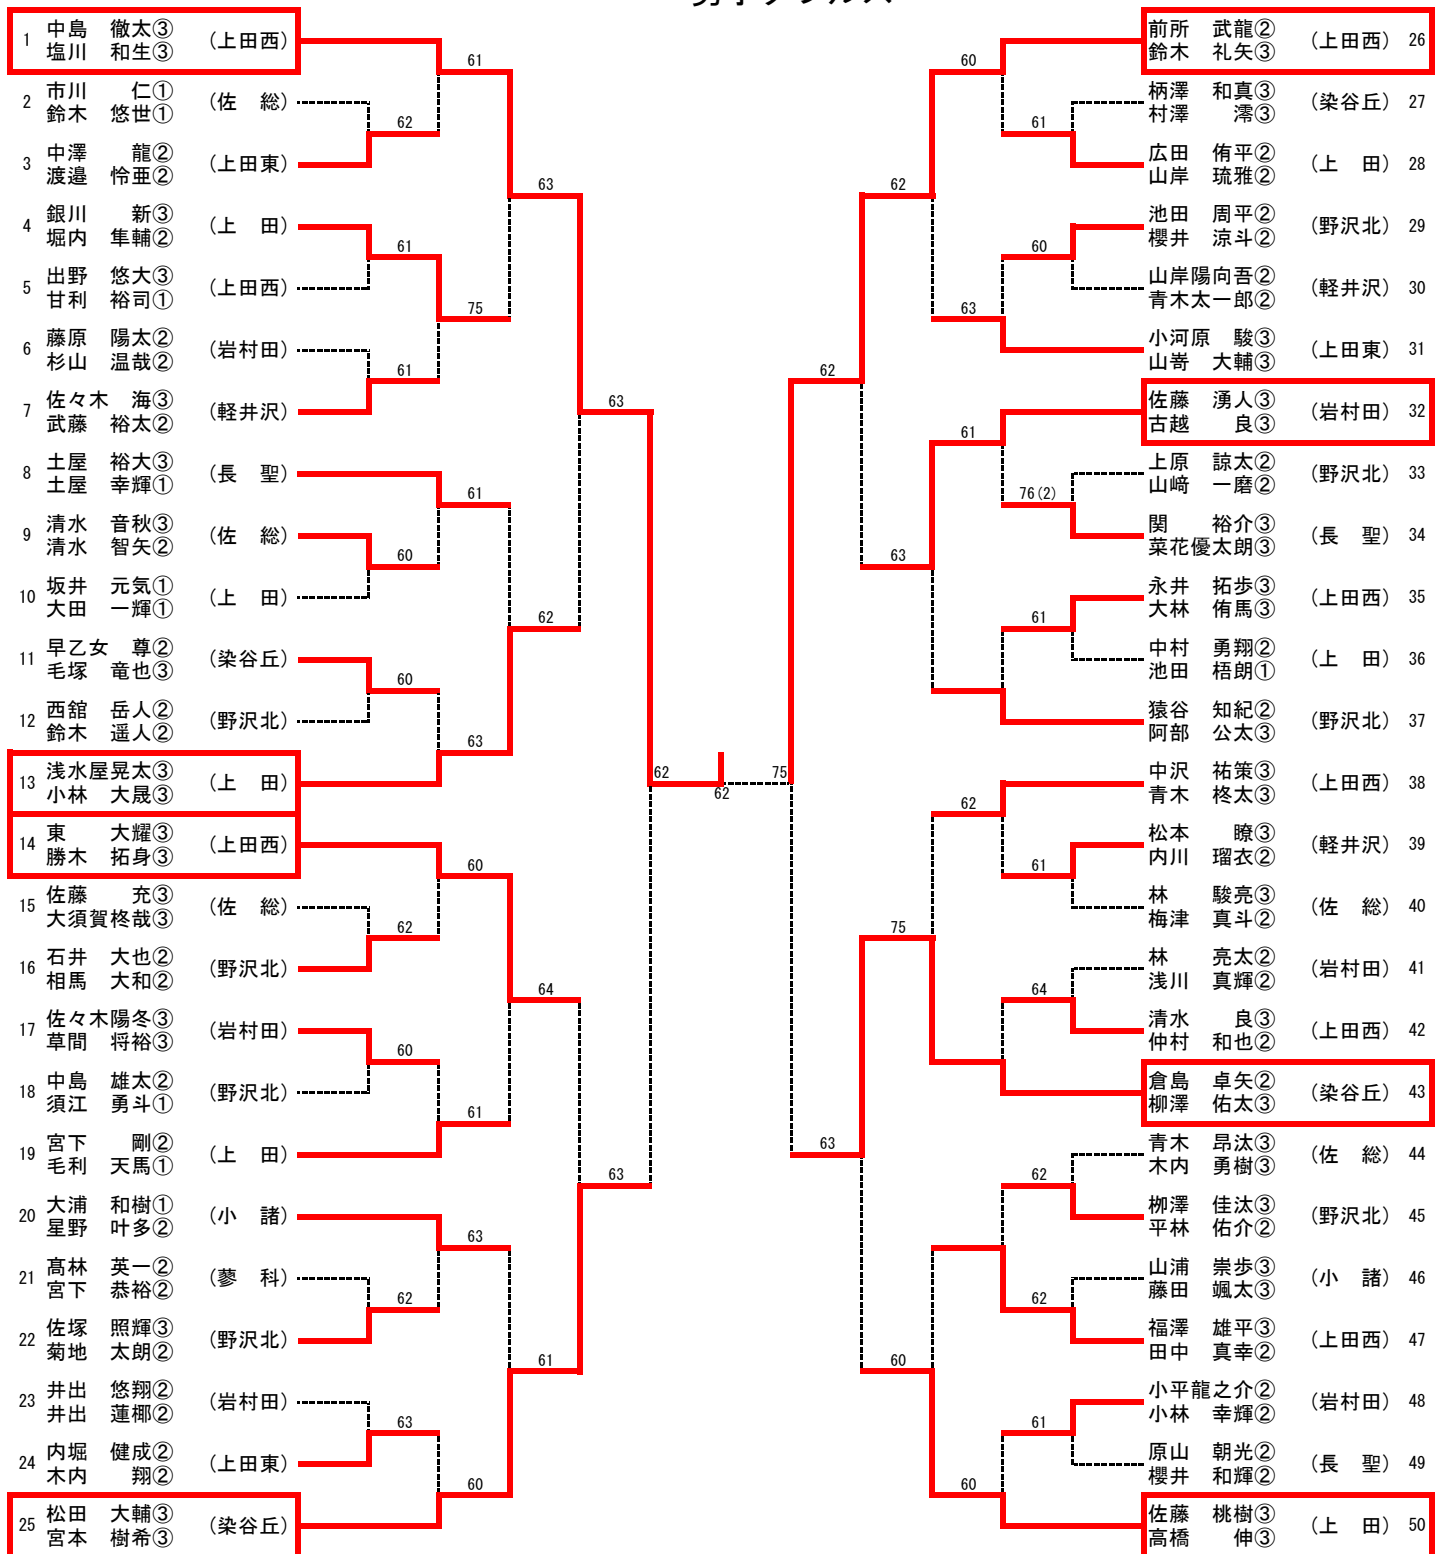 1 中島 徹太③ (上田西)
塩川 和生③
2 市川 仁① (佐 総)
鈴木 悠世①
3 中澤 龍② (上田東)
渡邉 怜亜②
4 銀川 新③ (上 田)
堀内 隼輔②
5 出野 悠大③ (上田西)
甘利 裕司①
6 藤原 陽太② (岩村田)
杉山 温哉②
7 佐々木 海③ (軽井沢)
武藤 裕太②
8 土屋 裕大③ (長 聖)
土屋 幸輝①
9 清水 音秋③ (佐 総)
清水 智矢②
10 坂井 元気① (上 田)
大田 一輝①
11 早乙女 尊② (染谷丘)
毛塚 竜也③
12 西舘 岳人② (野沢北)
鈴木 遥人②
13 浅水屋晃太③ (上 田)
小林 大晟③
14 東 大耀③ (上田西)
勝木 拓身③
15 佐藤 充③ (佐 総)
大須賀柊哉③
16 石井 大也② (野沢北)
相馬 大和②
17 佐々木陽冬③ (岩村田)
草間 将裕③
18 中島 雄太② (野沢北)
須江 勇斗①
19 宮下 剛② (上 田)
毛利 天馬①
20 大浦 和樹① (小 諸)
星野 叶多②
21 髙林 英一② (蓼 科)
宮下 恭裕②
22 佐塚 照輝③ (野沢北)
菊地 太朗②
23 井出 悠翔② (岩村田)
井出 蓮椰②
24 内堀 健成② (上田東)
木内 翔②
25 松田 大輔③ (染谷丘)
宮本 樹希③
61
62
63
61
75
61
63
61
60
62
60
63
62
60
62
64
60
61
63
63
62
61
63
60
62
75
60
61
62
60
63
62
61
76(2)
63
61
62
61
75
64
63
62
62
60
61
60
前所 武龍② (上田西) 26
鈴木 礼矢③
柄澤 和真③ (染谷丘) 27
村澤 澪③
広田 侑平② (上 田) 28
山岸 琉雅②
池田 周平② (野沢北) 29
櫻井 涼斗②
山岸陽向吾② (軽井沢) 30
青木太一郎②
小河原 駿③ (上田東) 31
山嵜 大輔③
佐藤 湧人③ (岩村田) 32
古越 良③
上原 諒太② (野沢北) 33
山﨑 一磨②
関 裕介③ (長 聖) 34
菜花優太朗③
永井 拓歩③ (上田西) 35
大林 侑馬③
中村 勇翔② (上 田) 36
池田 梧朗①
猿谷 知紀② (野沢北) 37
阿部 公太③
中沢 祐策③ (上田西) 38
青木 柊太③
松本 瞭③ (軽井沢) 39
内川 瑠衣②
林 駿亮③ (佐 総) 40
梅津 真斗②
林 亮太② (岩村田) 41
浅川 真輝②
清水 良③ (上田西) 42
仲村 和也②
倉島 卓矢② (染谷丘) 43
柳澤 佑太③
青木 昂汰③ (佐 総) 44
木内 勇樹③
栁澤 佳汰③ (野沢北) 45
平林 佑介②
山浦 崇歩③ (小 諸) 46
藤田 颯太③
福澤 雄平③ (上田西) 47
田中 真幸②
小平龍之介② (岩村田) 48
小林 幸輝②
原山 朝光② (長 聖) 49
櫻井 和輝②
佐藤 桃樹③ (上 田) 50
高橋 伸③